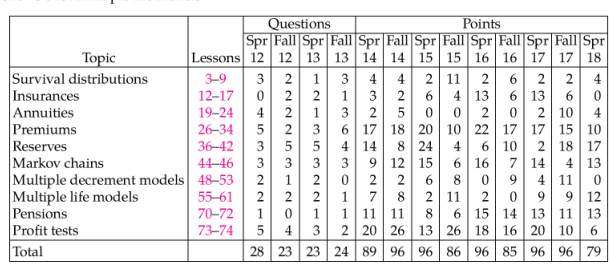 Questions Points
Spr Fall Spr Fall Spr Fall Spr Fall Spr Fall Spr Fall Spr
Topic Lessons 12 12 13 13 14 14 15 15 16 16 17 17 18
Survival distributions 3–9 3 2 1 3 4 4 2 11 2 6 2 2 4
Insurances 12–17 0 2 2 1 3 2 6 4 13 6 13 6 0
Annuities 19–24 4 2 1 3 2 5 0 0 2 0 2 10 4
Premiums 26–34 5 2 3 6 17 18 20 10 22 17 17 15 10
Reserves 36–42 3 5 5 4 14 8 24 4 6 10 2 18 17
Markov chains 44–46 3 3 3 3 9 12 15 6 16 7 14 4 13
Multiple decrement models 48–53 2 1 2 0 2 2 6 8 0 9 4 11 0
Multiple life models 55–61 2 2 2 1 7 8 2 11 2 0 9 9 12
Pensions 70–72 1 0 1 1 11 11 8 6 15 14 13 11 13
Profit tests 73–74 5 4 3 2 20 26 13 26 18 16 20 10 6
Total 28 23 23 24 89 96 96 86 96 85 96 96 79